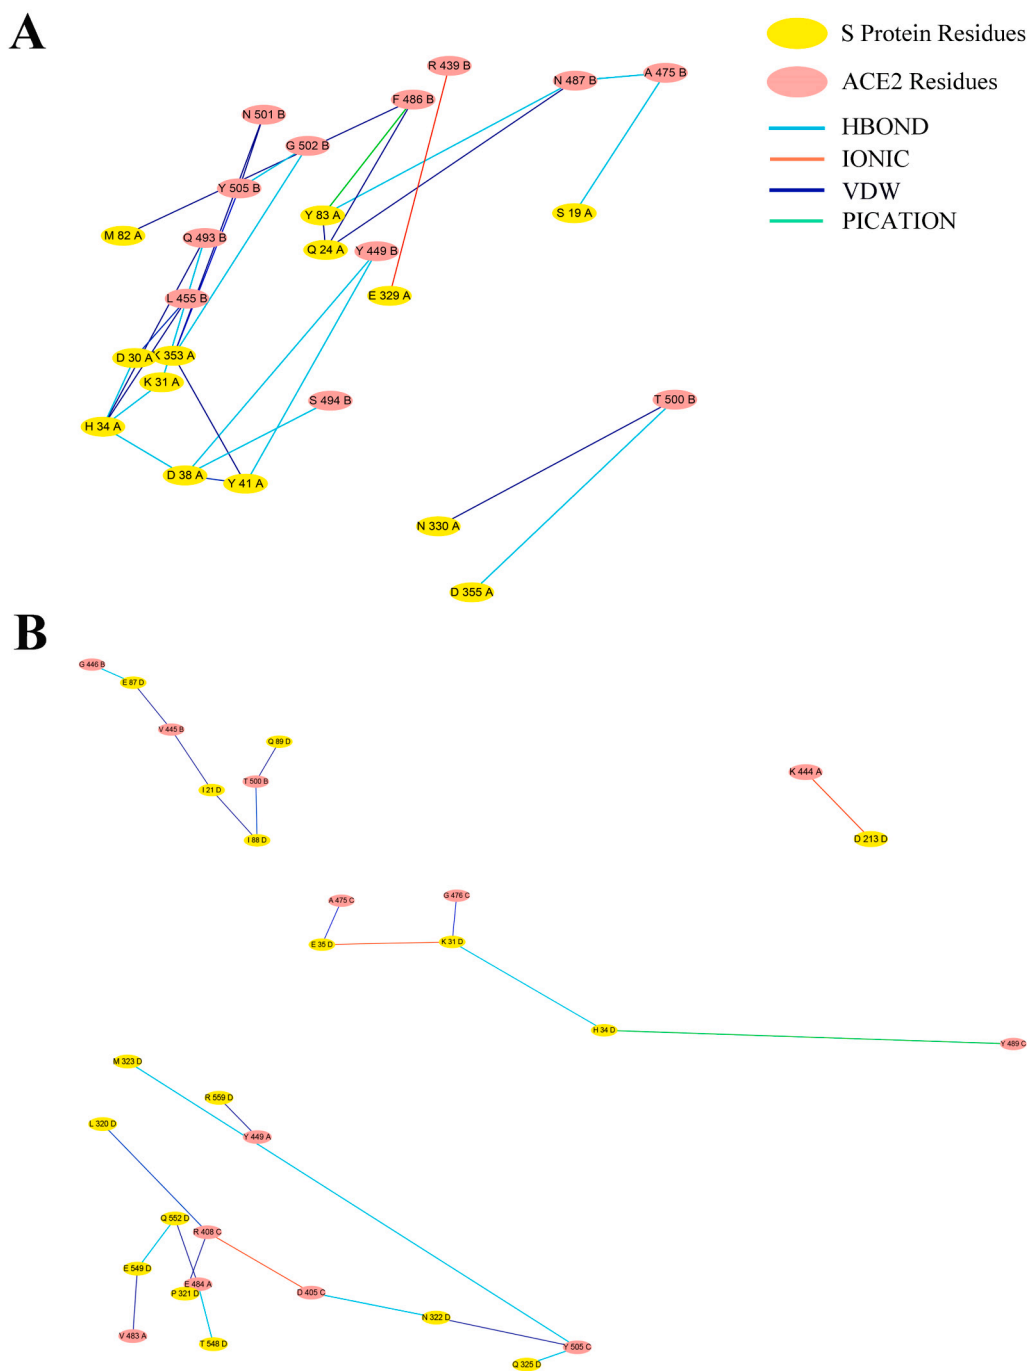 A
S Protein Residues
ACE2 Residues
HBOND
IONIC
VDW
PICATION
R 439 B
N 487 B
A 475 B
F 486 B
N 501 B
G 502 B
Y 505 B
Y 83 A
S 19 A
M 82 A
Q 493 B
Q 24 A
Y 449 B
L 455 B
E 329 A
D 30 A
K 353 A
K 31 A
S 494 B
T 500 B
H 34 A
D 38 A
Y 41 A
N 330 A
D 355 A
B
G 446 B
E 87 D
V 445 B
Q 89 D
T 500 B
I 21 D
I 88 D
K 444 A
D 213 D
A 475 C
G 476 C
E 35 D
K 31 D
H 34 D
Y 489 C
M 323 D
R 559 D
L 320 D
Y 449 A
Q 552 D
R 408 C
E 549 D
E 484 A
P 321 D
D 405 C
N 322 D
V 483 A
T 548 D
Y 505 C
Q 325 D